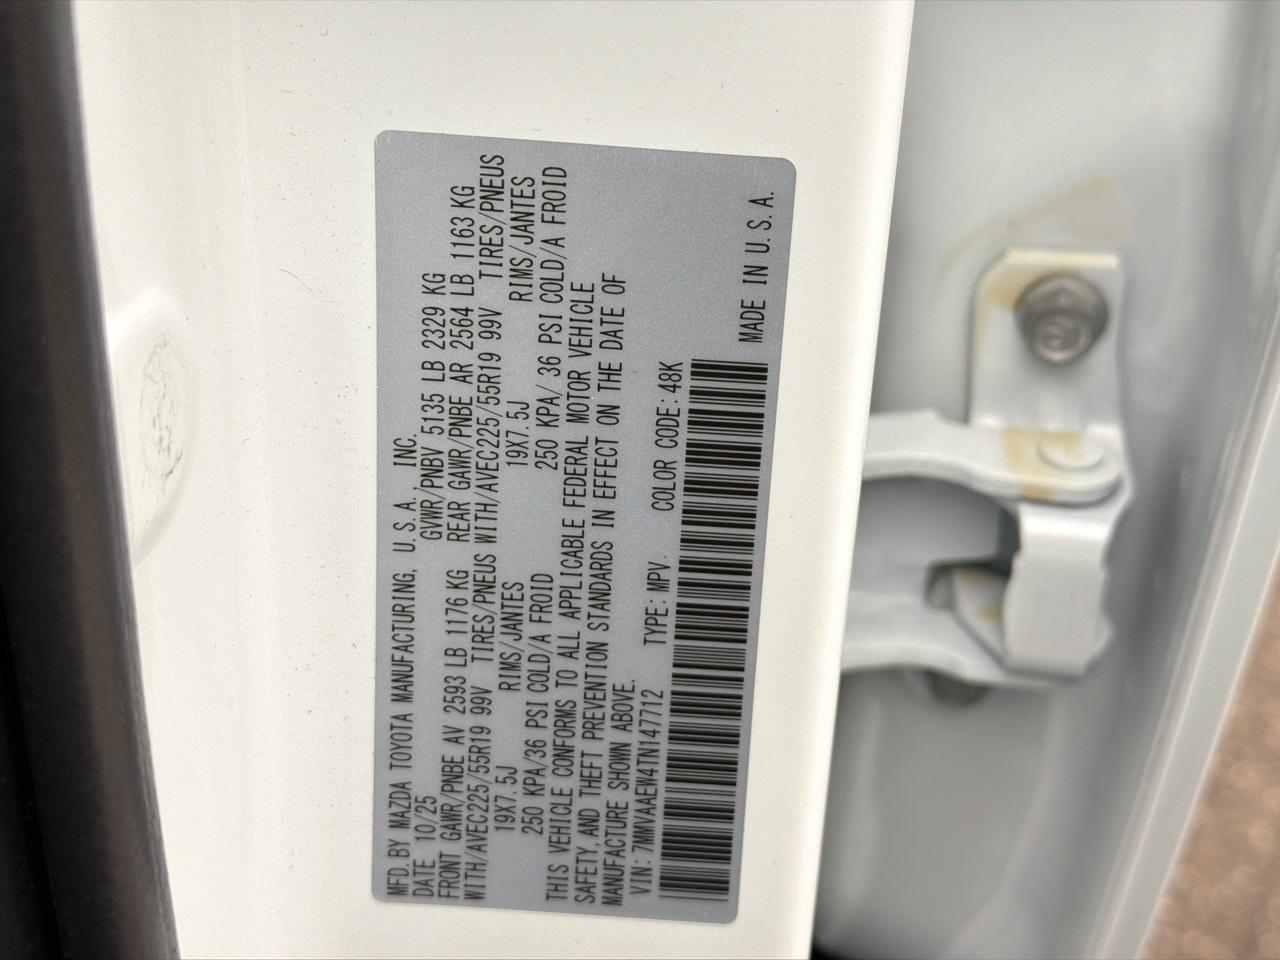 MFD. BY MAZDA TOYOTA MANUFACTURING, U.S.A., INC.
DATE 10/25 GVWR/PNBV 5135 LB 2329 KG
FRONT GAWR/PNBE AV 2593 LB 1176 KG REAR GAWR/PNBE AR 2564 LB 1163 KG
WITH/AVEC225/55R19 99V TIRES/PNEUS WITH/AVEC225/55R19 99V TIRES/PNEUS
19X7.5J RIMS/JANTES 19X7.5J RIMS/JANTES
250 KPA/36 PSI COLD/A FROID 250 KPA/ 36 PSI COLD/A FROID
THIS VEHICLE CONFORMS TO ALL APPLICABLE FEDERAL MOTOR VEHICLE
SAFETY, AND THEFT PREVENTION STANDARDS IN EFFECT ON THE DATE OF
MANUFACTURE SHOWN ABOVE.
VIN: 7MMVAAEW4TN147712 TYPE: MPV. COLOR CODE: 48K
MADE IN U.S.A.